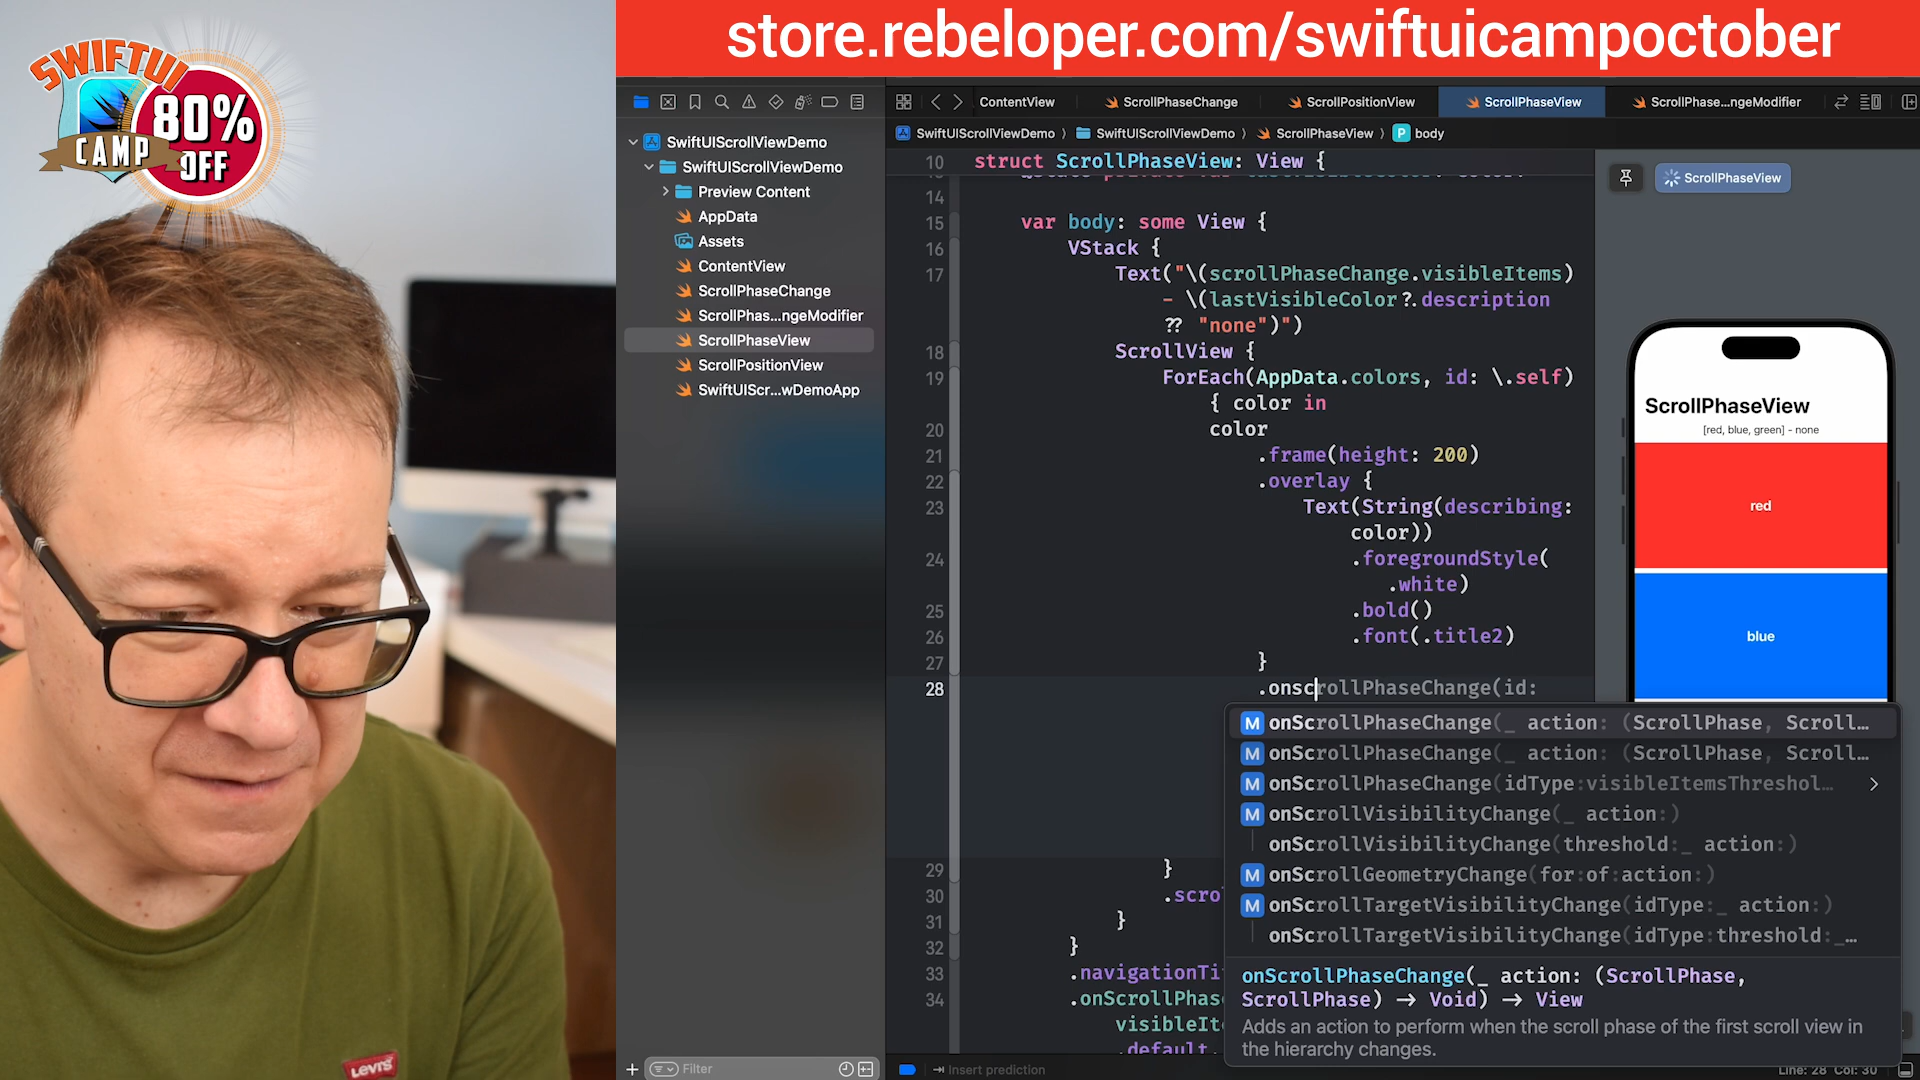 store.rebeloper.com/swiftuicampoctober
SWIFTUI
CAMP
80%
OFF
LEVI'S
SwiftUIScrollViewDemo
SwiftUIScrollViewDemo
Preview Content
AppData
Assets
ContentView
ScrollPhaseChange
ScrollPhas...ngeModifier
ScrollPhaseView
ScrollPositionView
SwiftUIScr...wDemoApp
Filter
ContentView
ScrollPhaseChange
ScrollPositionView
ScrollPhaseView
ScrollPhase...ngeModifier
SwiftUIScrollViewDemo
SwiftUIScrollViewDemo
ScrollPhaseView
P body
10 struct ScrollPhaseView: View {
14
15 var body: some View {
16 VStack {
17 Text("\(scrollPhaseChange.visibleItems)
- \(lastVisibleColor?.description
?? "none")")
18 ScrollView {
19 ForEach(AppData.colors, id: \.self)
{ color in
20 color
21 .frame(height: 200)
22 .overlay {
23 Text(String(describing:
color))
24 .foregroundStyle(
.white)
25 .bold()
26 .font(.title2)
27 }
28 .onscrollPhaseChange(id:
M onScrollPhaseChange(_ action: (ScrollPhase, Scroll...
M onScrollPhaseChange(_ action: (ScrollPhase, Scroll...
M onScrollPhaseChange(idType:visibleItemsThreshol...
M onScrollVisibilityChange(_ action:)
onScrollVisibilityChange(threshold:_ action:)
M onScrollGeometryChange(for:of:action:)
M onScrollTargetVisibilityChange(idType:_ action:)
onScrollTargetVisibilityChange(idType:threshold:_...
onScrollPhaseChange(_ action: (ScrollPhase,
ScrollPhase) -> Void) -> View
Adds an action to perform when the scroll phase of the first scroll view in
the hierarchy changes.
29 }
30 .scro
31 }
32 }
33 .navigationTi
34 .onScrollPhas
visibleIt
.default
Insert prediction
Line: 28 Col: 30
ScrollPhaseView
ScrollPhaseView
[red, blue, green] - none
red
blue